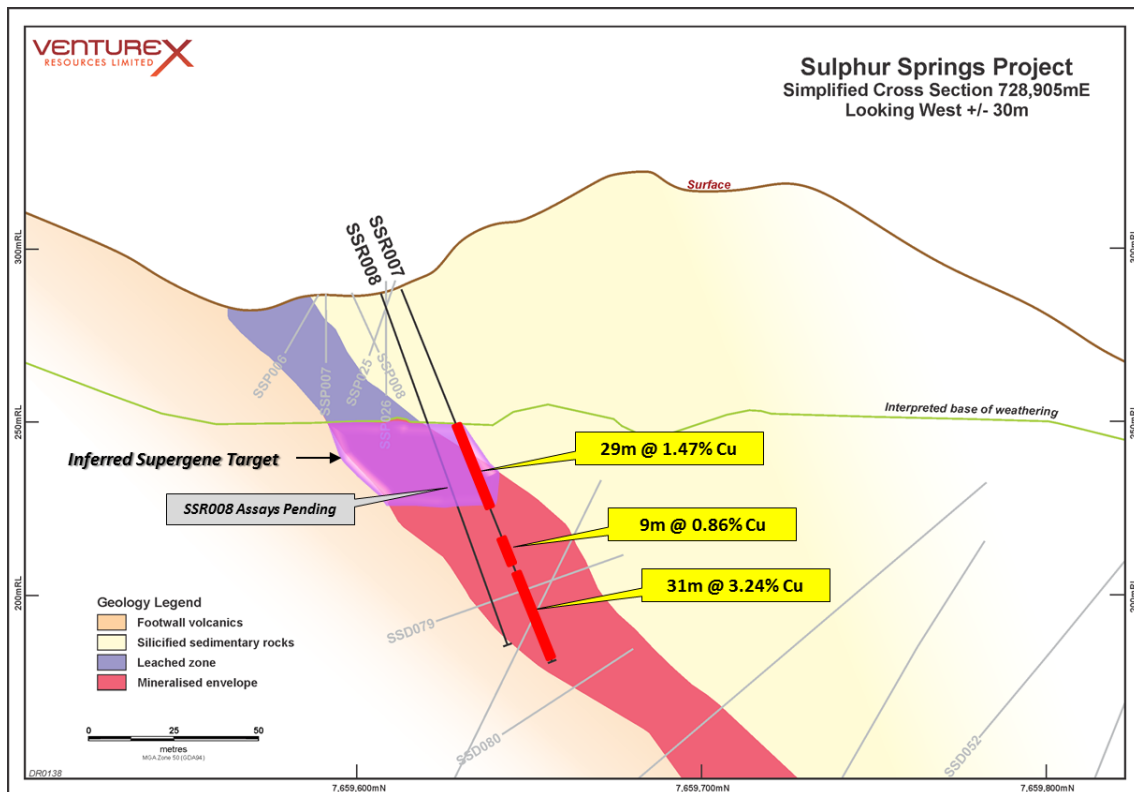 VENTUREX
RESOURCES LIMITED
Sulphur Springs Project
Simplified Cross Section 728,905mE
Looking West +/- 30m
Surface
SSR007
SSR008
300mRL
300mRL
SSP006
SSP007
SSP025
SSP008
SSP026
Interpreted base of weathering
250mRL
250mRL
29m @ 1.47% Cu
Inferred Supergene Target
SSR008 Assays Pending
9m @ 0.86% Cu
31m @ 3.24% Cu
200mRL
200mRL
Geology Legend
Footwall volcanics
Silicified sedimentary rocks
Leached zone
Mineralised envelope
SSD079
SSD080
SSD052
0 25 50
metres
MGA Zone 50 (GDA94)
DR0138
7,659,600mN
7,659,700mN
7,659,800mN